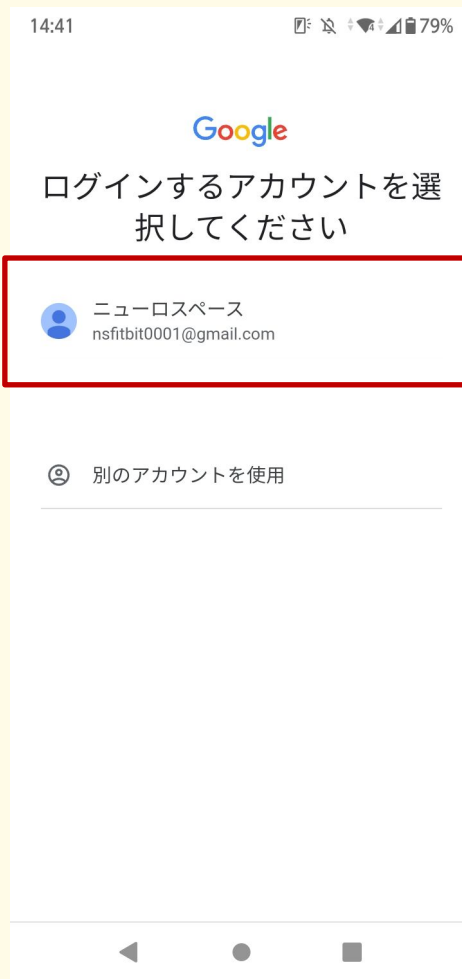 14:41 79%
Google
ログインするアカウントを選
択してください
ニューロスペース
nsfitbit0001@gmail.com
別のアカウントを使用